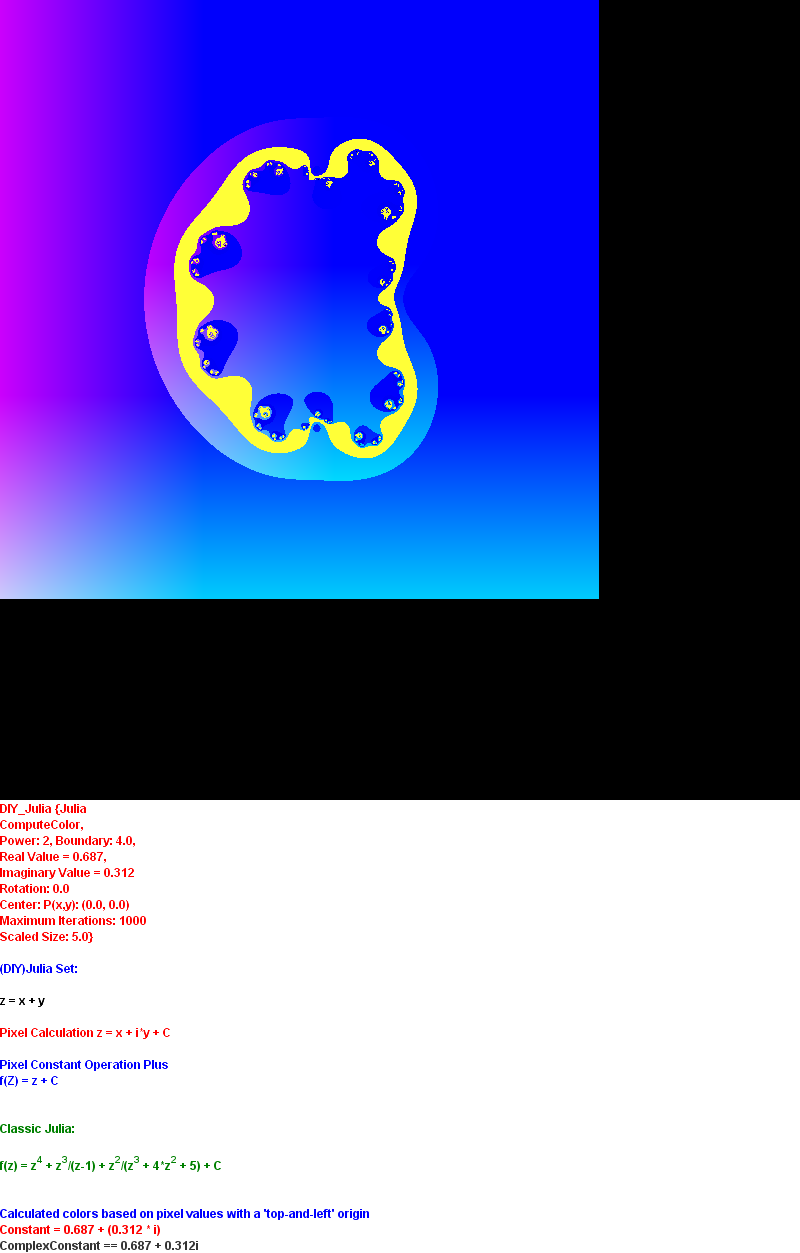 DIY_Julia {Julia
ComputeColor,
Power: 2, Boundary: 4.0,
Real Value = 0.687,
Imaginary Value = 0.312
Rotation: 0.0
Center: P(x,y): (0.0, 0.0)
Maximum Iterations: 1000
Scaled Size: 5.0}
(DIY)Julia Set:
z = x + y
Pixel Calculation z = x + i*y + C
Pixel Constant Operation Plus
f(Z) = z + C
Classic Julia:
f(z) = z^4 + z^3/(z-1) + z^2/(z^3 + 4*z^2 + 5) + C
Calculated colors based on pixel values with a 'top-and-left' origin
Constant = 0.687 + (0.312 * i)
ComplexConstant == 0.687 + 0.312i